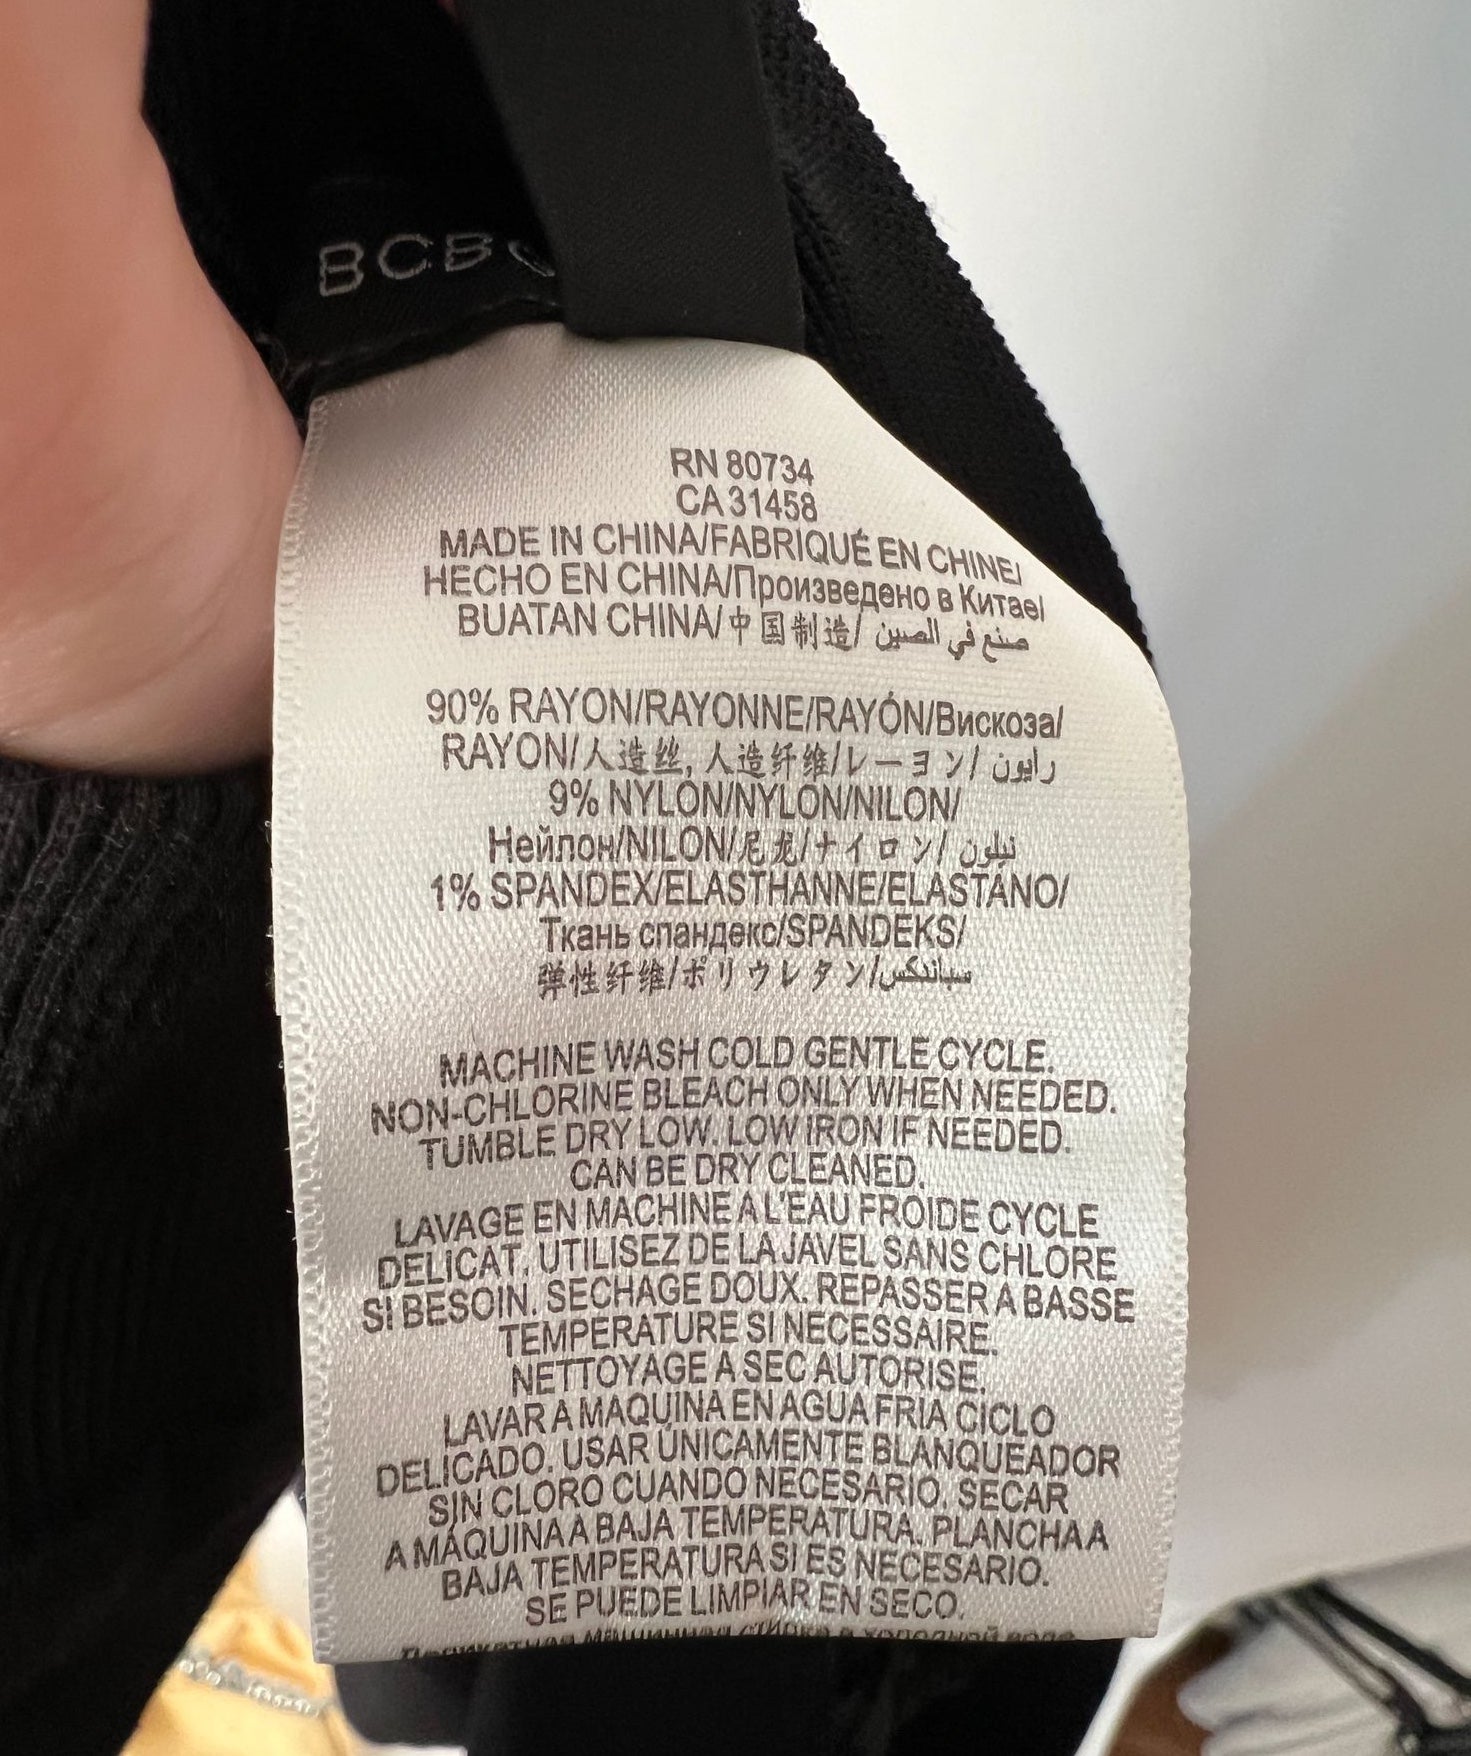 BCB
RN 80734
CA 31458
MADE IN CHINA/FABRIQUÉ EN CHINE/
HECHO EN CHINA/Произведено в Китае/
BUATAN CHINA/中国制造/ صنع في الصين
90% RAYON/RAYONNE/RAYÓN/Вискоза/
RAYON/人造丝, 人造纤维/レーヨン/ رايون
9% NYLON/NYLON/NILON/
Нейлон/NILON/尼龙/ナイロン/ نيلون
1% SPANDEX/ELASTHANNE/ELASTANO/
Ткань спандекс/SPANDEKS/
弹性纤维/ポリウレタン/سباندكس
MACHINE WASH COLD GENTLE CYCLE.
NON-CHLORINE BLEACH ONLY WHEN NEEDED.
TUMBLE DRY LOW. LOW IRON IF NEEDED.
CAN BE DRY CLEANED.
LAVAGE EN MACHINE A L'EAU FROIDE CYCLE
DELICAT. UTILISEZ DE LA JAVEL SANS CHLORE
SI BESOIN. SECHAGE DOUX. REPASSER A BASSE
TEMPERATURE SI NECESSAIRE.
NETTOYAGE A SEC AUTORISE.
LAVAR A MAQUINA EN AGUA FRIA CICLO
DELICADO. USAR ÚNICAMENTE BLANQUEADOR
SIN CLORO CUANDO NECESARIO. SECAR
A MÁQUINA A BAJA TEMPERATURA. PLANCHA A
BAJA TEMPERATURA SI ES NECESARIO.
SE PUEDE LIMPIAR EN SECO.
Деликатная машинная стирка в холодной воде